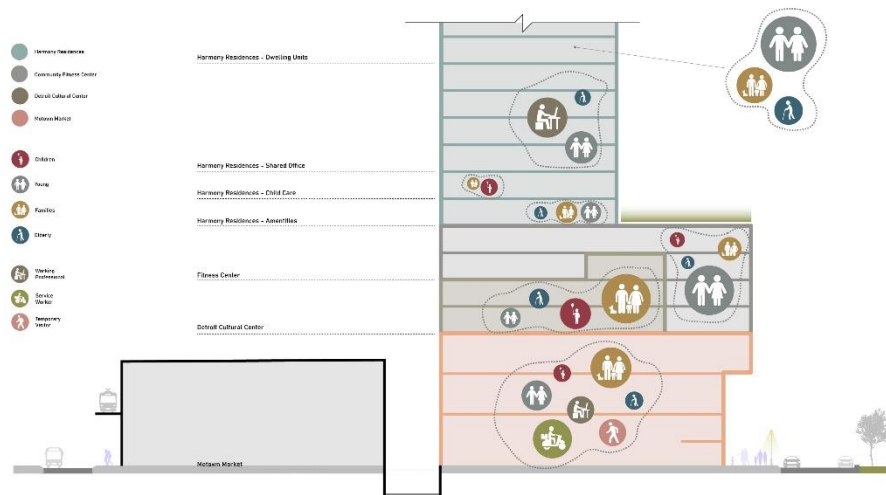 Harmony Residences
Community Fitness Center
Detroit Cultural Center
Motown Market
Children
Young
Families
Elderly
Working
Professional
Service
Worker
Temporary
Visitor
Harmony Residences - Dwelling Units
Harmony Residences - Shared Office
Harmony Residences - Child Care
Harmony Residences - Amenities
Fitness Center
Detroit Cultural Center
Motown Market